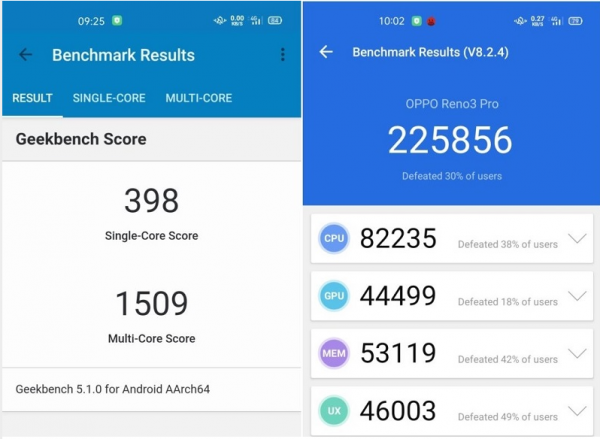 09:25
0.00
KB/S
4G
64
Benchmark Results
RESULT SINGLE-CORE MULTI-CORE
Geekbench Score
398
Single-Core Score
1509
Multi-Core Score
Geekbench 5.1.0 for Android AArch64
10:02
0.27
KB/S
4G
79
Benchmark Results (V8.2.4)
OPPO Reno3 Pro
225856
Defeated 30% of users
CPU 82235 Defeated 38% of users
GPU 44499 Defeated 18% of users
MEM 53119 Defeated 42% of users
UX 46003 Defeated 49% of users